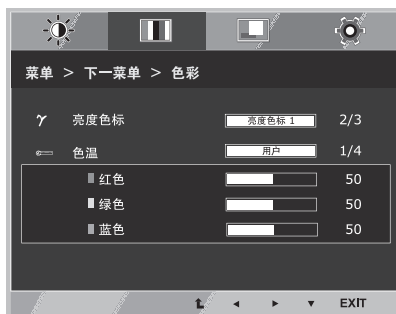 菜单 > 下一菜单 > 色彩
γ 亮度色标 亮度色标 1 2/3
色温 用户 1/4
红色 50
绿色 50
蓝色 50
EXIT